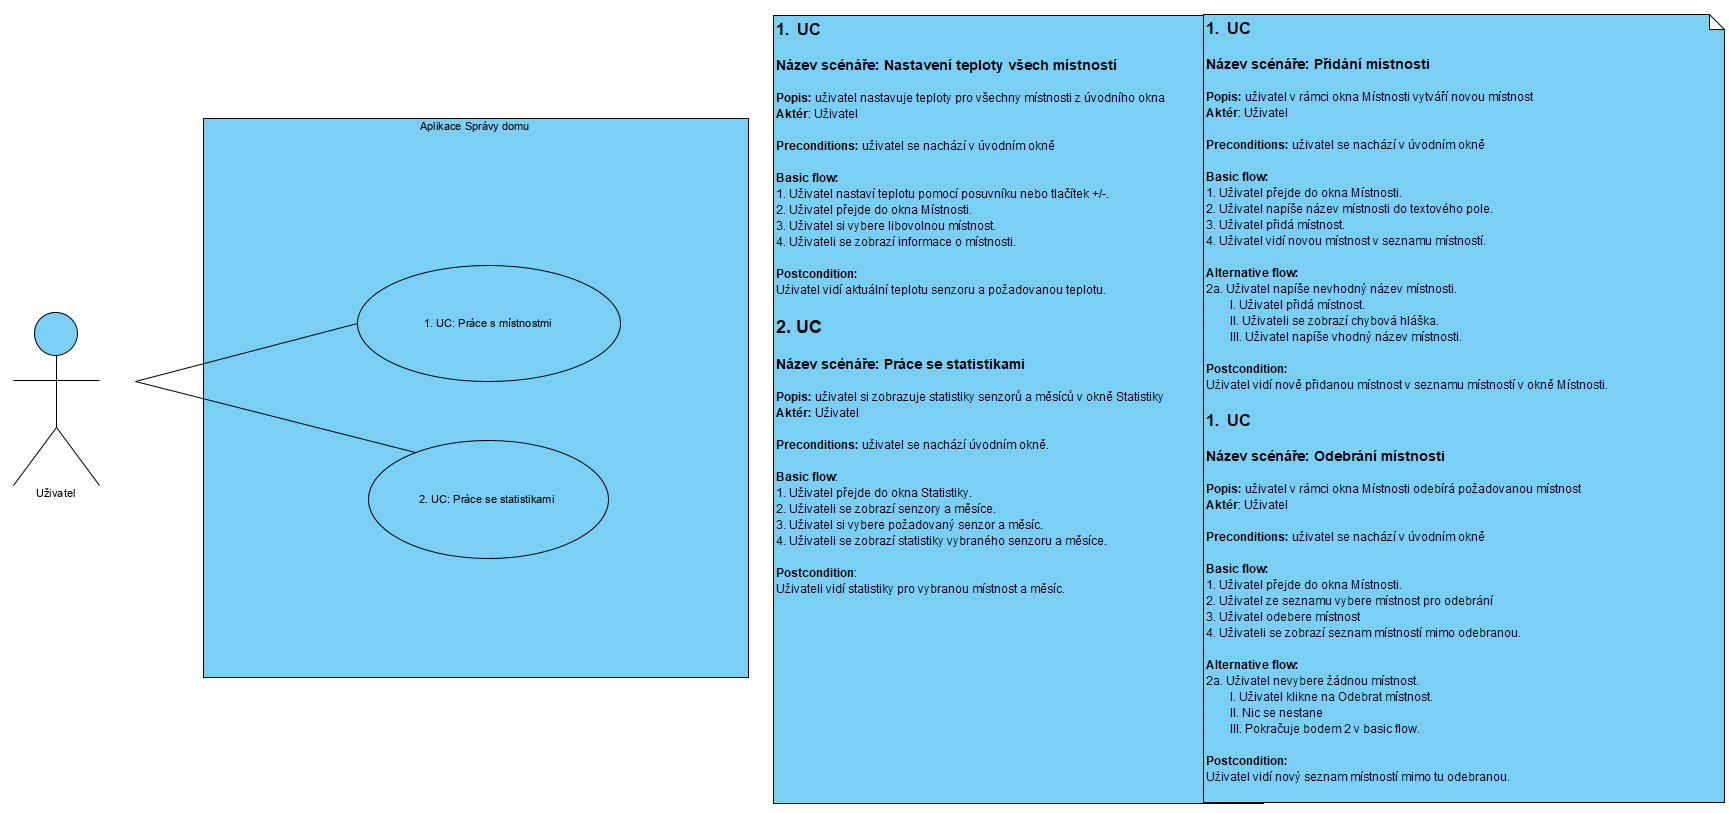 Aplikace Správy domu
1. UC: Práce s místnostmi
2. UC: Práce se statistikami
Uživatel
1. UC
Název scénáře: Nastavení teploty všech místností
Popis: uživatel nastavuje teploty pro všechny místnosti z úvodního okna
Aktér: Uživatel
Preconditions: uživatel se nachází v úvodním okně
Basic flow:
1. Uživatel nastaví teplotu pomocí posuvníku nebo tlačítek +/-.
2. Uživatel přejde do okna Místnosti.
3. Uživatel si vybere libovolnou místnost.
4. Uživateli se zobrazí informace o místnosti.
Postcondition:
Uživatel vidí aktuální teplotu senzoru a požadovanou teplotu.
2. UC
Název scénáře: Práce se statistikami
Popis: uživatel si zobrazuje statistiky senzorů a měsíců v okně Statistiky
Aktér: Uživatel
Preconditions: uživatel se nachází úvodním okně.
Basic flow:
1. Uživatel přejde do okna Statistiky.
2. Uživateli se zobrazí senzory a měsíce.
3. Uživatel si vybere požadovaný senzor a měsíc.
4. Uživateli se zobrazí statistiky vybraného senzoru a měsíce.
Postcondition:
Uživateli vidí statistiky pro vybranou místnost a měsíc.
1. UC
Název scénáře: Přidání místnosti
Popis: uživatel v rámci okna Místnosti vytváří novou místnost
Aktér: Uživatel
Preconditions: uživatel se nachází v úvodním okně
Basic flow:
1. Uživatel přejde do okna Místnosti.
2. Uživatel napíše název místnosti do textového pole.
3. Uživatel přidá místnost.
4. Uživatel vidí novou místnost v seznamu místností.
Alternative flow:
2a. Uživatel napíše nevhodný název místnosti.
I. Uživatel přidá místnost.
II. Uživateli se zobrazí chybová hláška.
III. Uživatel napíše vhodný název místnosti.
Postcondition:
Uživatel vidí nově přidanou místnost v seznamu místností v okně Místnosti.
1. UC
Název scénáře: Odebrání místnosti
Popis: uživatel v rámci okna Místnosti odebírá požadovanou místnost
Aktér: Uživatel
Preconditions: uživatel se nachází v úvodním okně
Basic flow:
1. Uživatel přejde do okna Místnosti.
2. Uživatel ze seznamu vybere místnost pro odebrání
3. Uživatel odebere místnost
4. Uživateli se zobrazí seznam místností mimo odebranou.
Alternative flow:
2a. Uživatel nevybere žádnou místnost.
I. Uživatel klikne na Odebrat místnost.
II. Nic se nestane
III. Pokračuje bodem 2 v basic flow.
Postcondition:
Uživatel vidí nový seznam místností mimo tu odebranou.